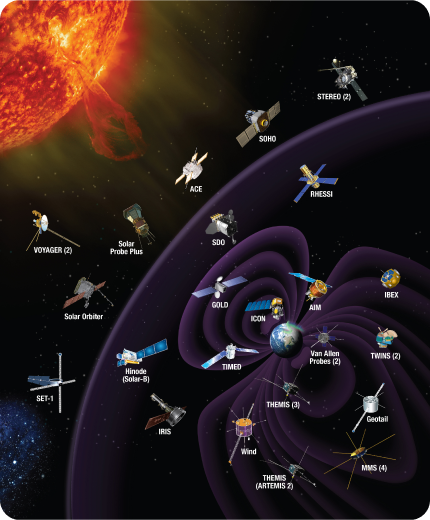 STEREO (2)
SOHO
ACE
RHESSI
VOYAGER (2)
Solar
Probe Plus
SDO
Solar Orbiter
GOLD
ICON
AIM
IBEX
Hinode
(Solar-B)
TIMED
Van Allen
Probes (2)
TWINS (2)
SET-1
IRIS
THEMIS (3)
Geotail
Wind
THEMIS
(ARTEMIS 2)
MMS (4)